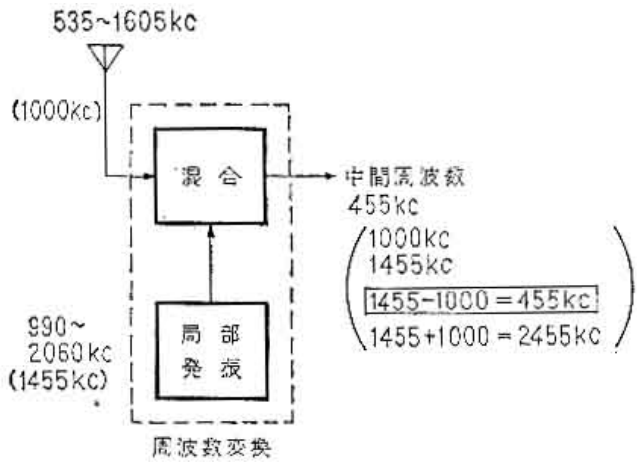 535~1605kc
(1000kc)
混合
中間周波数
455kc
1000kc
1455kc
1455-1000=455kc
1455+1000=2455kc
990~
2060kc
(1455kc)
局部
発振
周波数変換